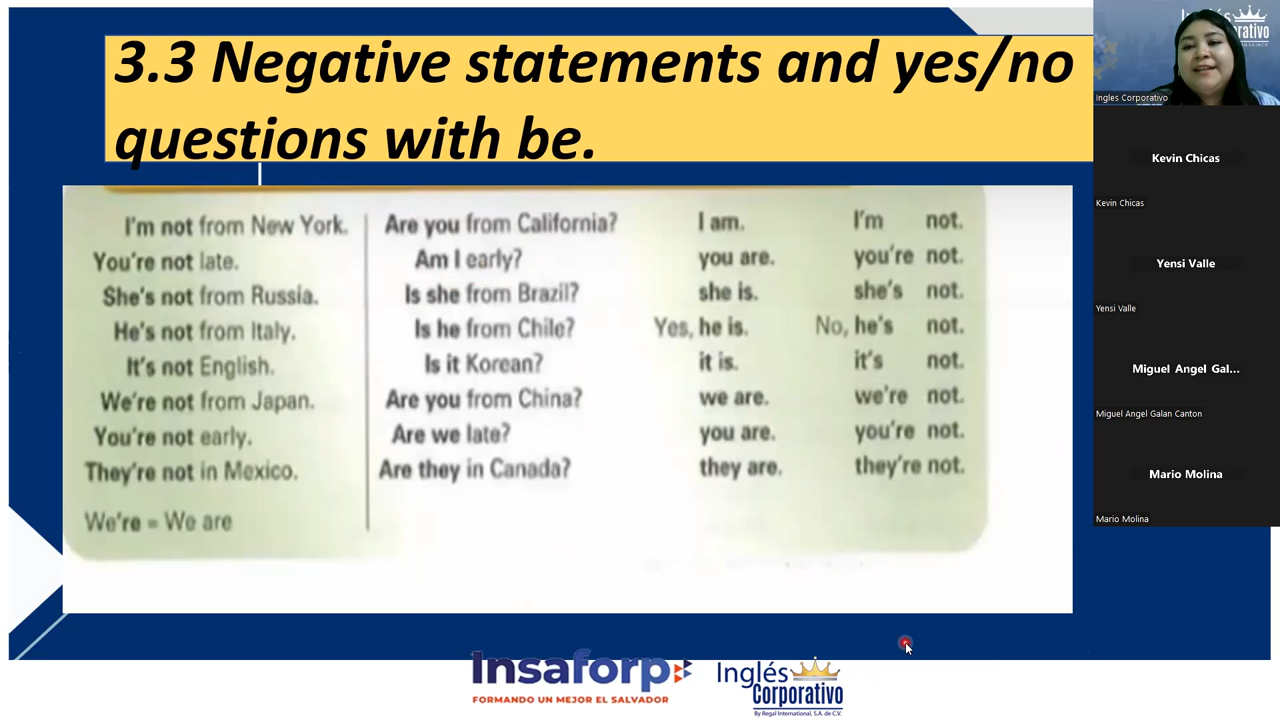 3.3 Negative statements and yes/no
questions with be.
I'm not from New York. Are you from California? I am. I'm not.
You're not late. Am I early? you are. you're not.
She's not from Russia. Is she from Brazil? she is. she's not.
He's not from Italy. Is he from Chile? Yes, he is. No, he's not.
It's not English. Is it Korean? it is. it's not.
We're not from Japan. Are you from China? we are. we're not.
You're not early. Are we late? you are. you're not.
They're not in Mexico. Are they in Canada? they are. they're not.
We're = We are
Insaforp
FORMANDO UN MEJOR EL SALVADOR
Inglés
Corporativo
By Regal International, S.A. de C.V.
Inglés
Ingles Corporativo
Kevin Chicas
Kevin Chicas
Yensi Valle
Yensi Valle
Miguel Angel Gal...
Miguel Angel Galan Canton
Mario Molina
Mario Molina